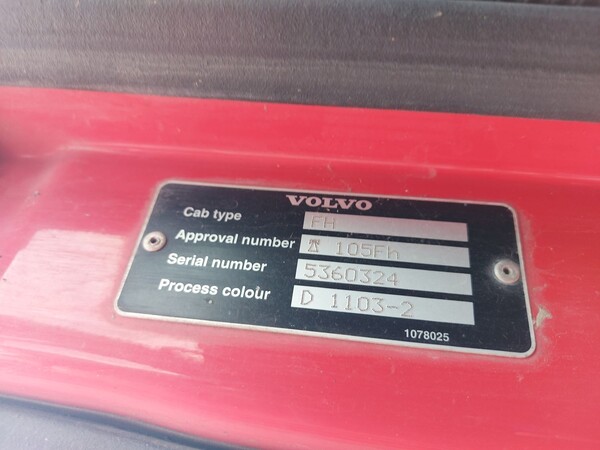 VOLVO
Cab type FH
Approval number 105Fh
Serial number 5360324
Process colour D 1103-2
1078025